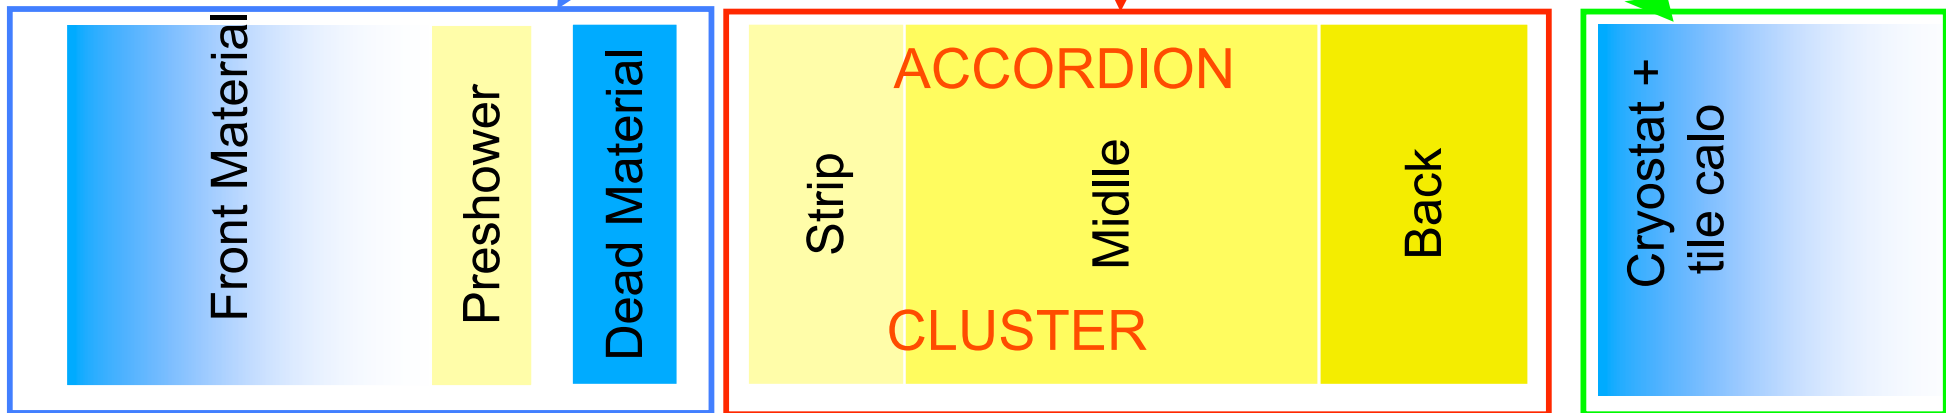 Front Material
Preshower
Dead Material
ACCORDION
Strip
Midlle
Back
CLUSTER
Cryostat +
tile calo